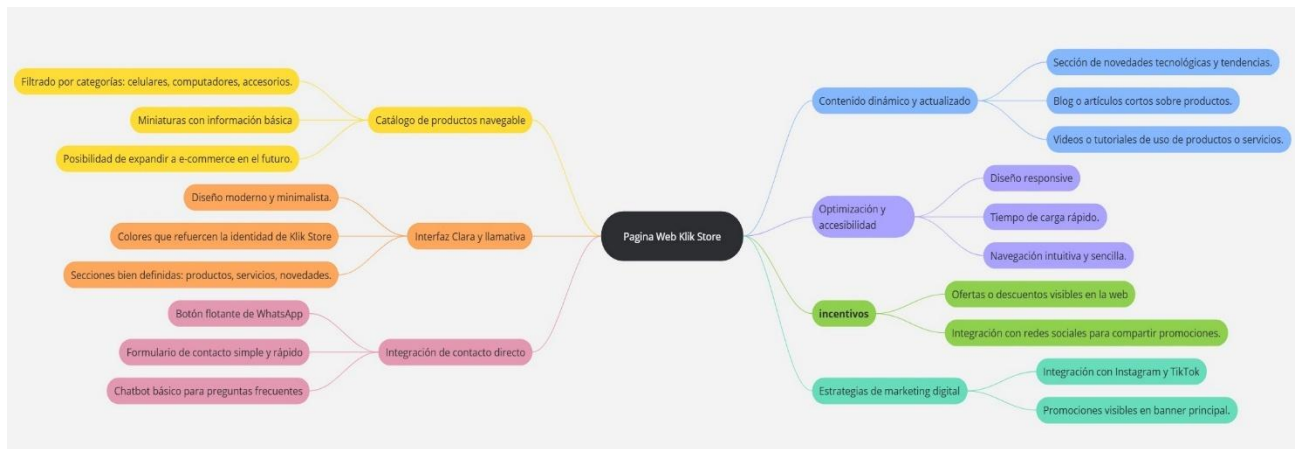 Pagina Web Klik Store
Catálogo de productos navegable
Filtrado por categorías: celulares, computadores, accesorios.
Miniaturas con información básica
Posibilidad de expandir a e-commerce en el futuro.
Interfaz Clara y llamativa
Diseño moderno y minimalista.
Colores que refuercen la identidad de Klik Store
Secciones bien definidas: productos, servicios, novedades.
Integración de contacto directo
Botón flotante de WhatsApp
Formulario de contacto simple y rápido
Chatbot básico para preguntas frecuentes
Contenido dinámico y actualizado
Sección de novedades tecnológicas y tendencias.
Blog o artículos cortos sobre productos.
Videos o tutoriales de uso de productos o servicios.
Optimización y
accesibilidad
Diseño responsive
Tiempo de carga rápido.
Navegación intuitiva y sencilla.
incentivos
Ofertas o descuentos visibles en la web
Integración con redes sociales para compartir promociones.
Estrategias de marketing digital
Integración con Instagram y TikTok
Promociones visibles en banner principal.